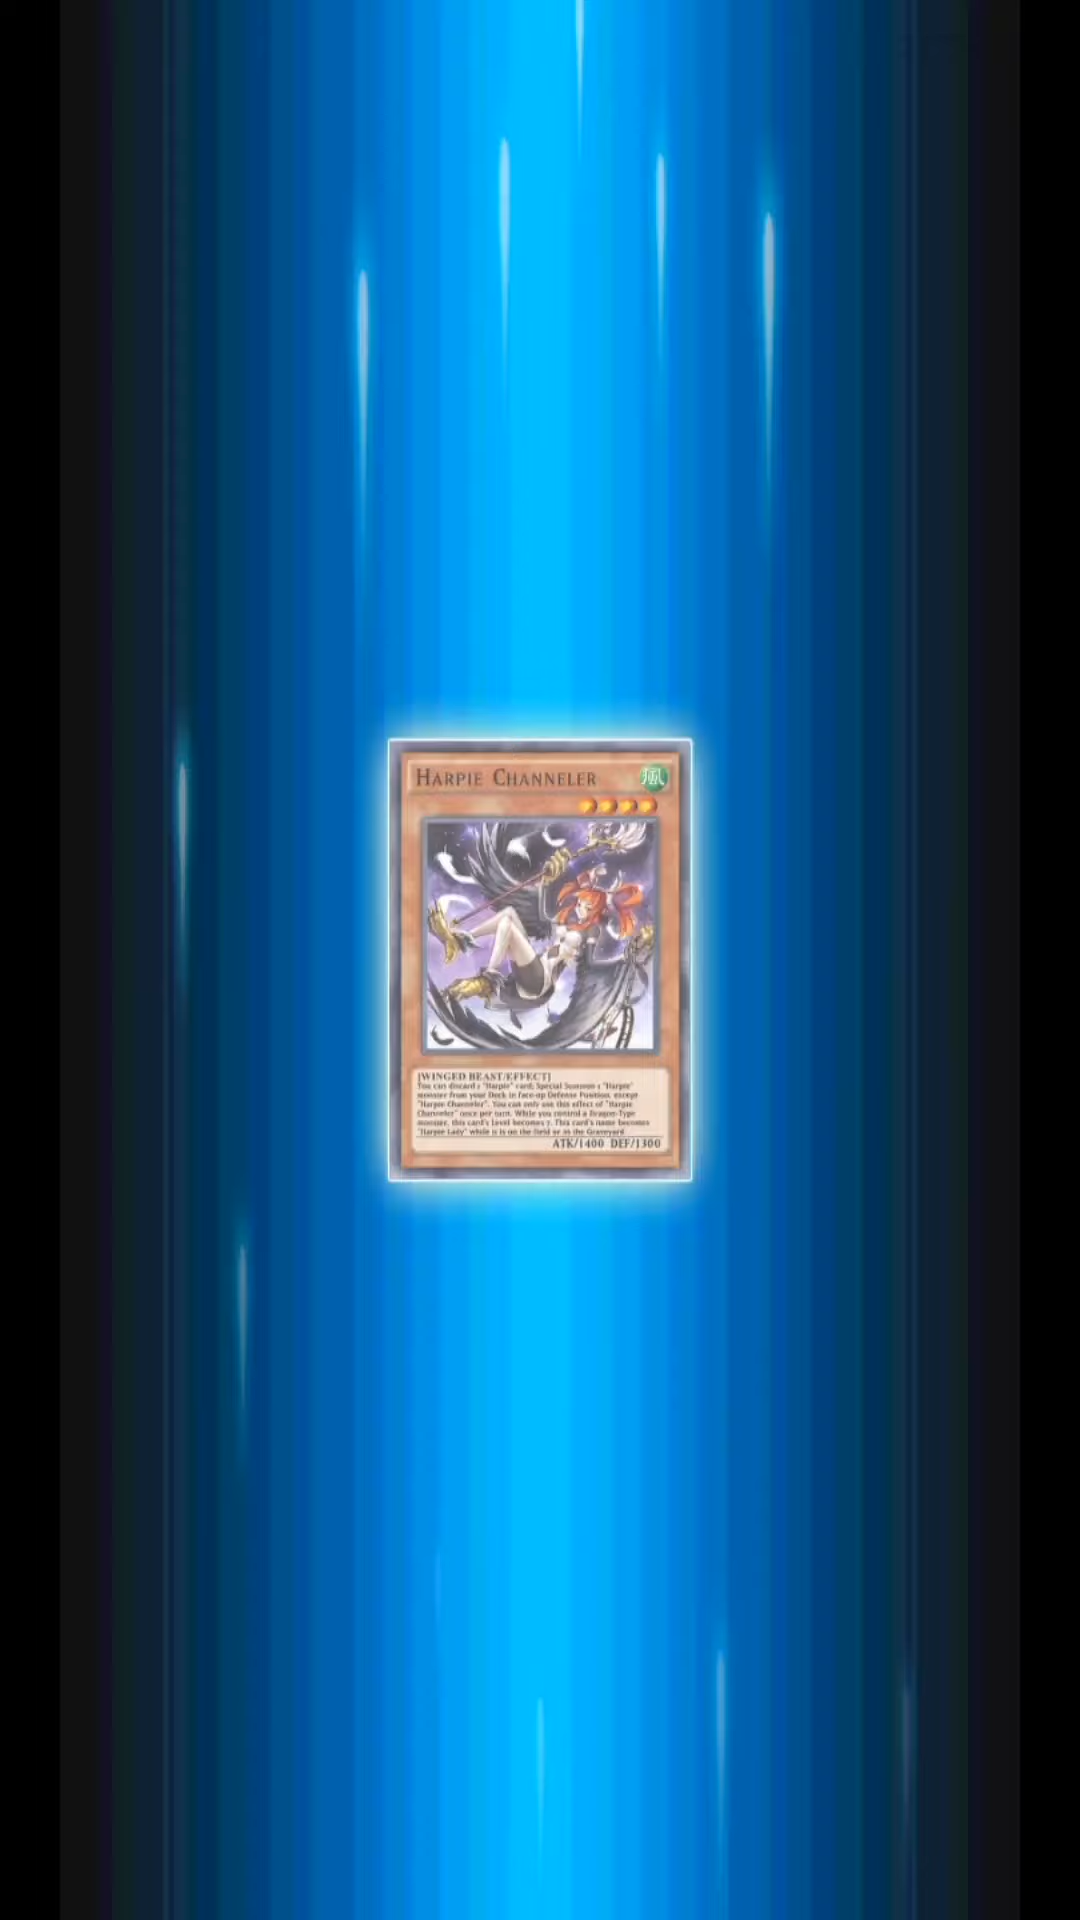 HARPIE CHANNELER
風
[WINGED BEAST/EFFECT]
You can discard 1 "Harpie" card; Special Summon 1 "Harpie"
monster from your Deck in face-up Defense Position, except
"Harpie Channeler". You can only use this effect of "Harpie
Channeler" once per turn. While you control a Dragon-Type
monster, this card's Level becomes 7. This card's name becomes
"Harpie Lady" while it is on the field or in the Graveyard.
ATK/1400 DEF/1300